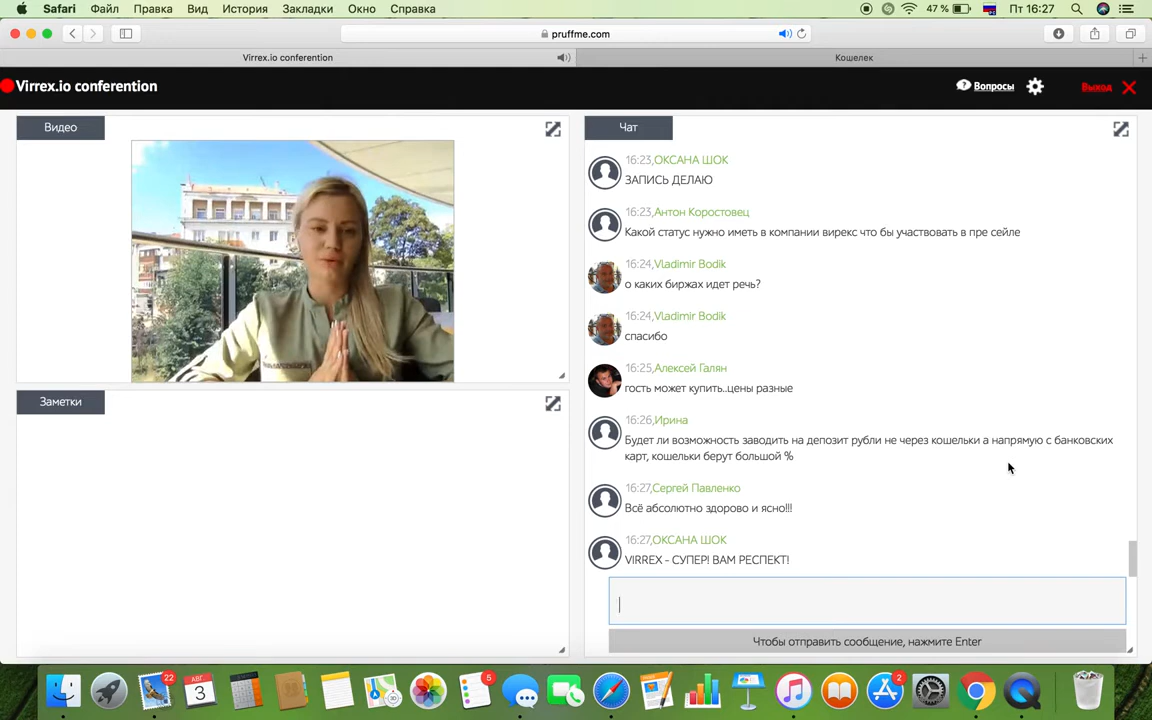 Safari Файл Правка Вид История Закладки Окно Справка 47 % Пт 16:27
pruffme.com
Virrex.io conferention Кошелек
Virrex.io conferention Вопросы Выход
Видео
Чат
16:23,ОКСАНА ШОК
ЗАПИСЬ ДЕЛАЮ
16:23,Антон Коростовец
Какой статус нужно иметь в компании вирекс что бы участвовать в пре сейле
16:24,Vladimir Bodik
о каких биржах идет речь?
16:24,Vladimir Bodik
спасибо
16:25,Алексей Галян
гость может купить..цены разные
16:26,Ирина
Будет ли возможность заводить на депозит рубли не через кошельки а напрямую с банковских
карт, кошельки берут большой %
16:27,Сергей Павленко
Всё абсолютно здорово и ясно!!!
16:27,ОКСАНА ШОК
VIRREX - СУПЕР! ВАМ РЕСПЕКТ!
Чтобы отправить сообщение, нажмите Enter
Заметки
22
АВГ.
3
5
2